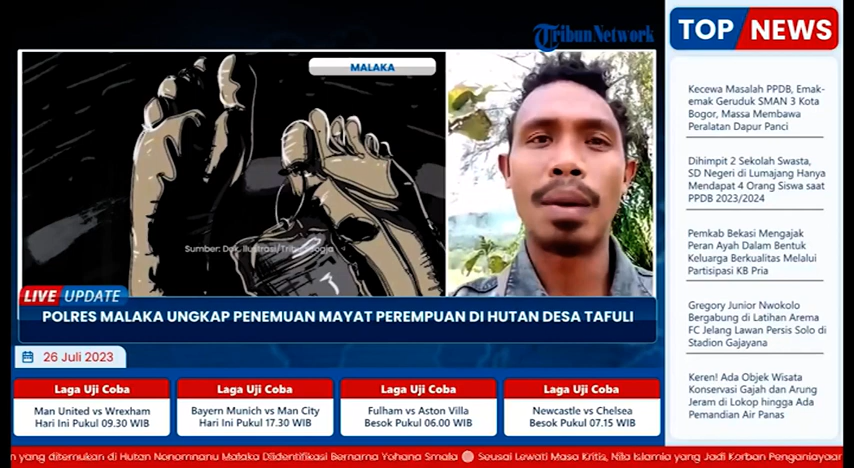 Tribun Network
TOP NEWS
MALAKA
Kecewa Masalah PPDB, Emak-
emak Geruduk SMAN 3 Kota
Bogor, Massa Membawa
Peralatan Dapur Panci
Dihimpit 2 Sekolah Swasta,
SD Negeri di Lumajang Hanya
Mendapat 4 Orang Siswa saat
PPDB 2023/2024
Pemkab Bekasi Mengajak
Peran Ayah Dalam Bentuk
Keluarga Berkualitas Melalui
Partisipasi KB Pria
Gregory Junior Nwokolo
Bergabung di Latihan Arema
FC Jelang Lawan Persis Solo di
Stadion Gajayana
Keren! Ada Objek Wisata
Konservasi Gajah dan Arung
Jeram di Lokop hingga Ada
Pemandian Air Panas
Sumber: Dok. Ilustrasi/Tribun Jogja
LIVE UPDATE
POLRES MALAKA UNGKAP PENEMUAN MAYAT PEREMPUAN DI HUTAN DESA TAFULI
26 Juli 2023
Laga Uji Coba
Man United vs Wrexham
Hari Ini Pukul 09.30 WIB
Laga Uji Coba
Bayern Munich vs Man City
Hari Ini Pukul 17.30 WIB
Laga Uji Coba
Fulham vs Aston Villa
Besok Pukul 06.00 WIB
Laga Uji Coba
Newcastle vs Chelsea
Besok Pukul 07.15 WIB
yang ditemukan di Hutan Nonomnanu Malaka Diidentifikasi Bernama Yohana Smale Seusai Lewati Masa Kritis, Nila Islamia yang Jadi Korban Penganiayaan